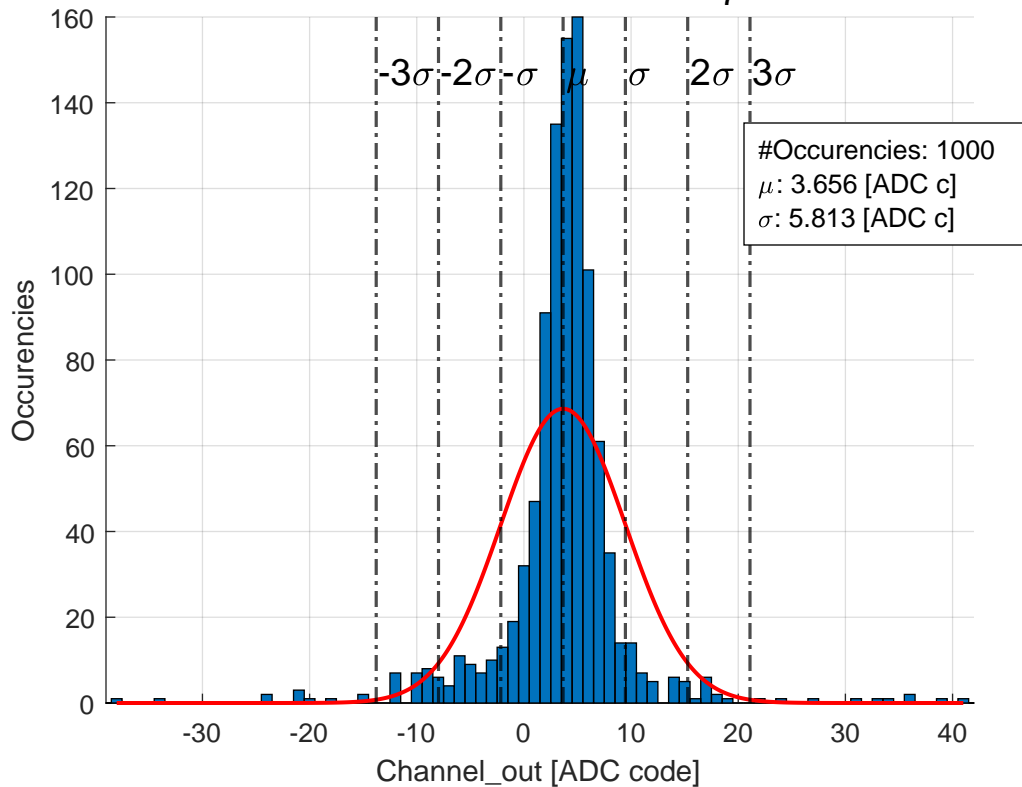 -3σ -2σ -σ μ σ 2σ 3σ
#Occurencies: 1000
μ: 3.656 [ADC c]
σ: 5.813 [ADC c]
160
140
120
100
80
60
40
20
0
Occurencies
-30 -20 -10 0 10 20 30 40
Channel_out [ADC code]